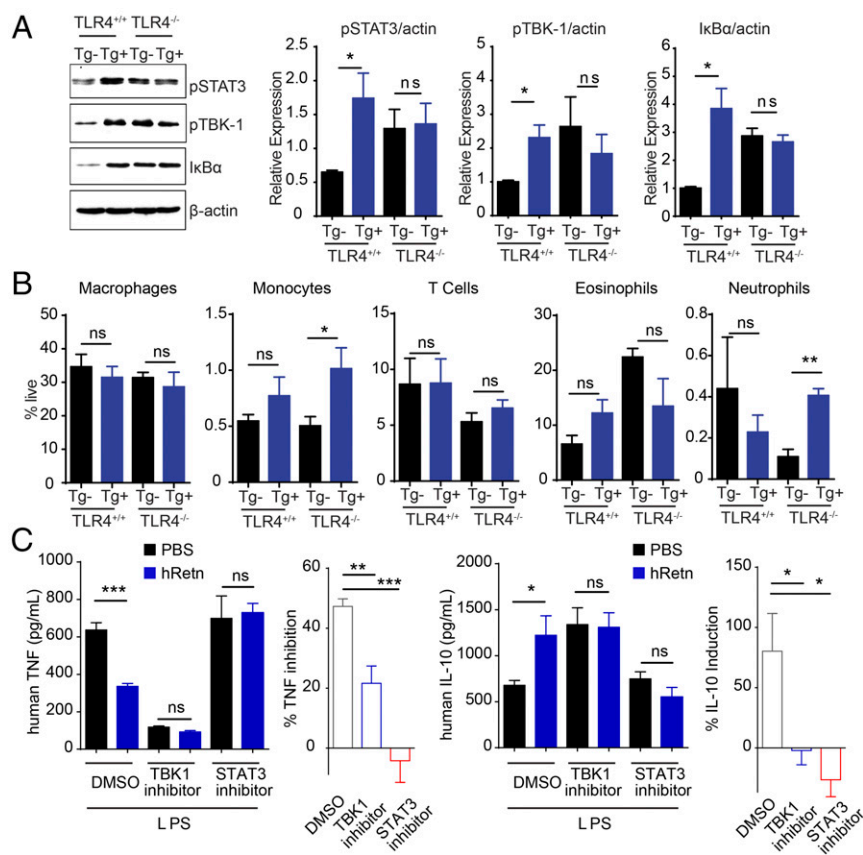 A
TLR4+/+ TLR4-/-
Tg- Tg+ Tg- Tg+
pSTAT3
pTBK-1
IκBα
β-actin
pSTAT3/actin
Relative Expression
2.5
2.0
1.5
1.0
0.5
0
*
ns
Tg- Tg+ Tg- Tg+
TLR4+/+ TLR4-/-
pTBK-1/actin
Relative Expression
5
4
3
2
1
0
*
ns
Tg- Tg+ Tg- Tg+
TLR4+/+ TLR4-/-
IκBα/actin
Relative Expression
6
5
4
3
2
1
0
*
ns
Tg- Tg+ Tg- Tg+
TLR4+/+ TLR4-/-
B
Macrophages
% live
50
40
30
20
10
0
ns
ns
Tg- Tg+ Tg- Tg+
TLR4+/+ TLR4-/-
Monocytes
1.5
1.0
0.5
0
ns
*
Tg- Tg+ Tg- Tg+
TLR4+/+ TLR4-/-
T Cells
15
10
5
0
ns
ns
Tg- Tg+ Tg- Tg+
TLR4+/+ TLR4-/-
Eosinophils
30
20
10
0
ns
ns
Tg- Tg+ Tg- Tg+
TLR4+/+ TLR4-/-
Neutrophils
0.8
0.6
0.4
0.2
0
ns
**
Tg- Tg+ Tg- Tg+
TLR4+/+ TLR4-/-
C
PBS
hRetn
human TNF (pg/mL)
1000
800
600
400
200
0
***
ns
ns
DMSO
TBK1 inhibitor
STAT3 inhibitor
LPS
% TNF inhibition
60
40
20
0
**
***
DMSO
TBK1 inhibitor
STAT3 inhibitor
PBS
hRetn
human IL-10 (pg/mL)
2000
1500
1000
500
0
*
ns
ns
DMSO
TBK1 inhibitor
STAT3 inhibitor
LPS
% IL-10 Induction
150
100
50
0
*
*
DMSO
TBK1 inhibitor
STAT3 inhibitor